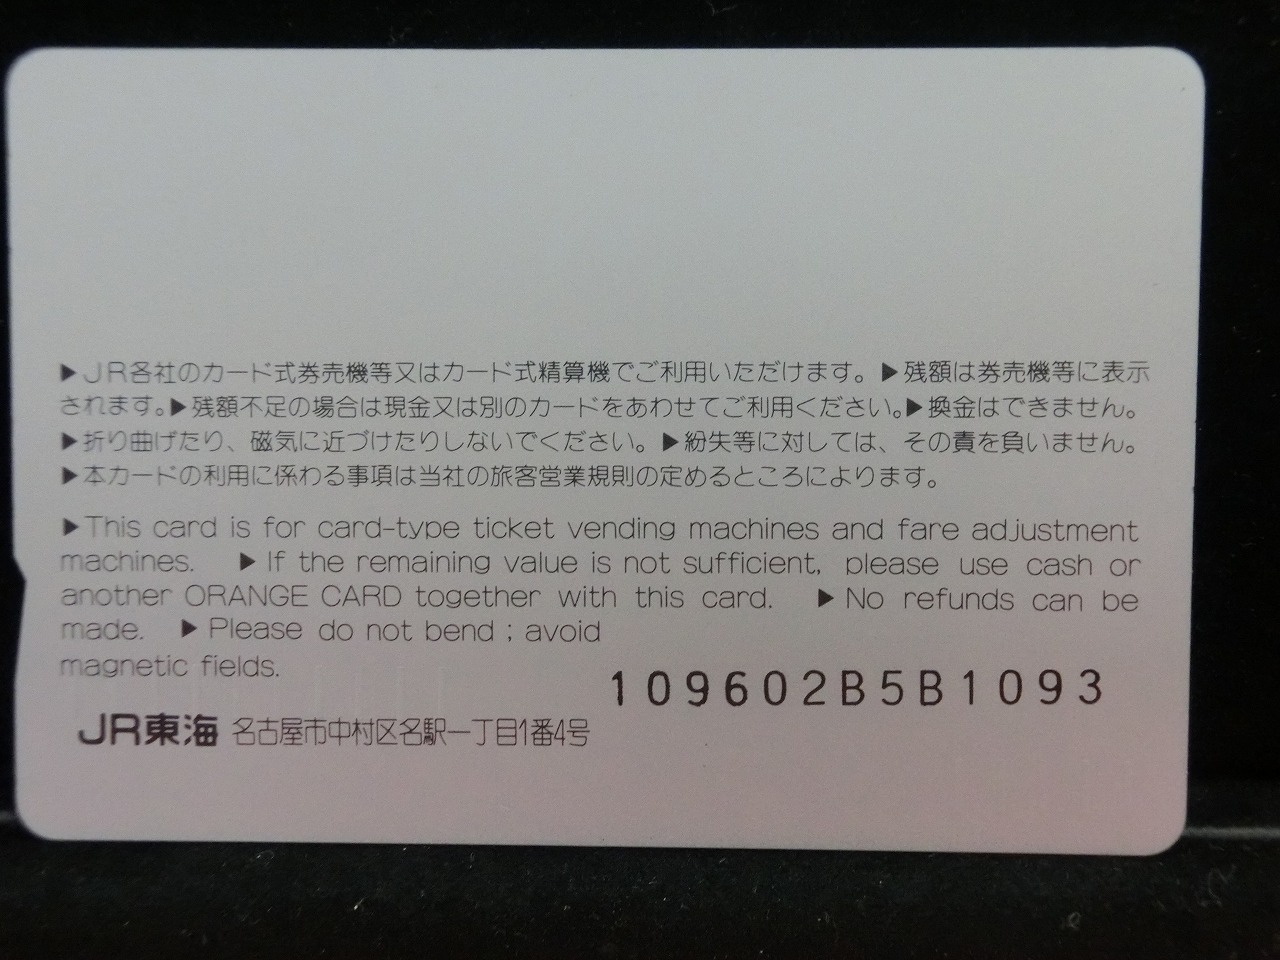 ▶JR各社のカード式券売機等又はカード式精算機でご利用いただけます。▶残額は券売機等に表示
されます。▶残額不足の場合は現金又は別のカードをあわせてご利用ください。▶換金はできません。
▶折り曲げたり、磁気に近づけたりしないでください。▶紛失等に対しては、その責を負いません。
▶本カードの利用に係わる事項は当社の旅客営業規則の定めるところによります。
▶This card is for card-type ticket vending machines and fare adjustment
machines. ▶If the remaining value is not sufficient, please use cash or
another ORANGE CARD together with this card. ▶No refunds can be
made. ▶Please do not bend ; avoid
magnetic fields.
109602B5B1093
JR東海 名古屋市中村区名駅一丁目1番4号